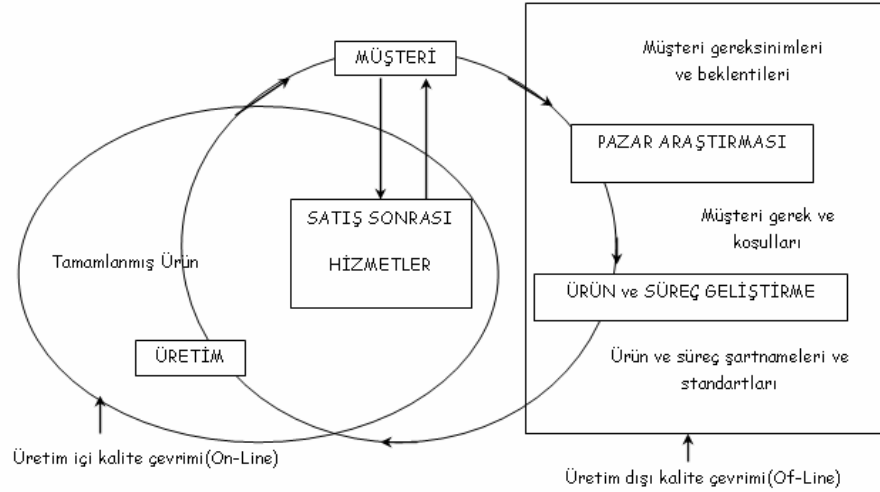 MÜŞTERİ
Müşteri gereksinimleri
ve beklentileri
PAZAR ARAŞTIRMASI
Müşteri gerek ve
koşulları
SATIŞ SONRASI
HİZMETLER
Tamamlanmış Ürün
ÜRÜN ve SÜREÇ GELİŞTİRME
ÜRETİM
Ürün ve süreç şartnameleri ve
standartları
Üretim içi kalite çevrimi(On-Line)
Üretim dışı kalite çevrimi(Of-Line)